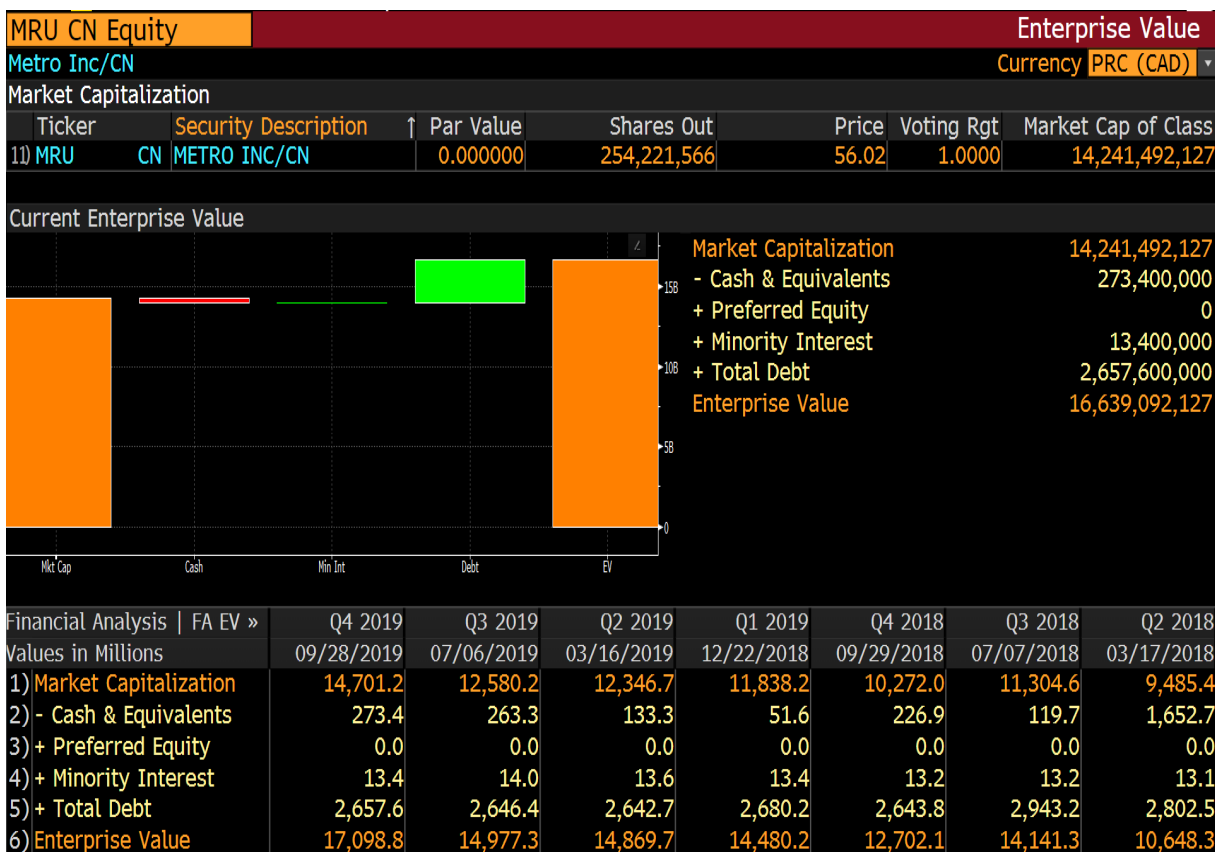 MRU CN Equity Enterprise Value
Metro Inc/CN Currency PRC (CAD)
Market Capitalization
Ticker Security Description ↑ Par Value Shares Out Price Voting Rgt Market Cap of Class
11) MRU CN METRO INC/CN 0.000000 254,221,566 56.02 1.0000 14,241,492,127
Current Enterprise Value
Market Capitalization 14,241,492,127
- Cash & Equivalents 273,400,000
+ Preferred Equity 0
+ Minority Interest 13,400,000
+ Total Debt 2,657,600,000
Enterprise Value 16,639,092,127
15B
10B
5B
0
Mkt Cap Cash Min Int Debt EV
Financial Analysis | FA EV » Q4 2019 Q3 2019 Q2 2019 Q1 2019 Q4 2018 Q3 2018 Q2 2018
Values in Millions 09/28/2019 07/06/2019 03/16/2019 12/22/2018 09/29/2018 07/07/2018 03/17/2018
1) Market Capitalization 14,701.2 12,580.2 12,346.7 11,838.2 10,272.0 11,304.6 9,485.4
2) - Cash & Equivalents 273.4 263.3 133.3 51.6 226.9 119.7 1,652.7
3) + Preferred Equity 0.0 0.0 0.0 0.0 0.0 0.0 0.0
4) + Minority Interest 13.4 14.0 13.6 13.4 13.2 13.2 13.1
5) + Total Debt 2,657.6 2,646.4 2,642.7 2,680.2 2,643.8 2,943.2 2,802.5
6) Enterprise Value 17,098.8 14,977.3 14,869.7 14,480.2 12,702.1 14,141.3 10,648.3